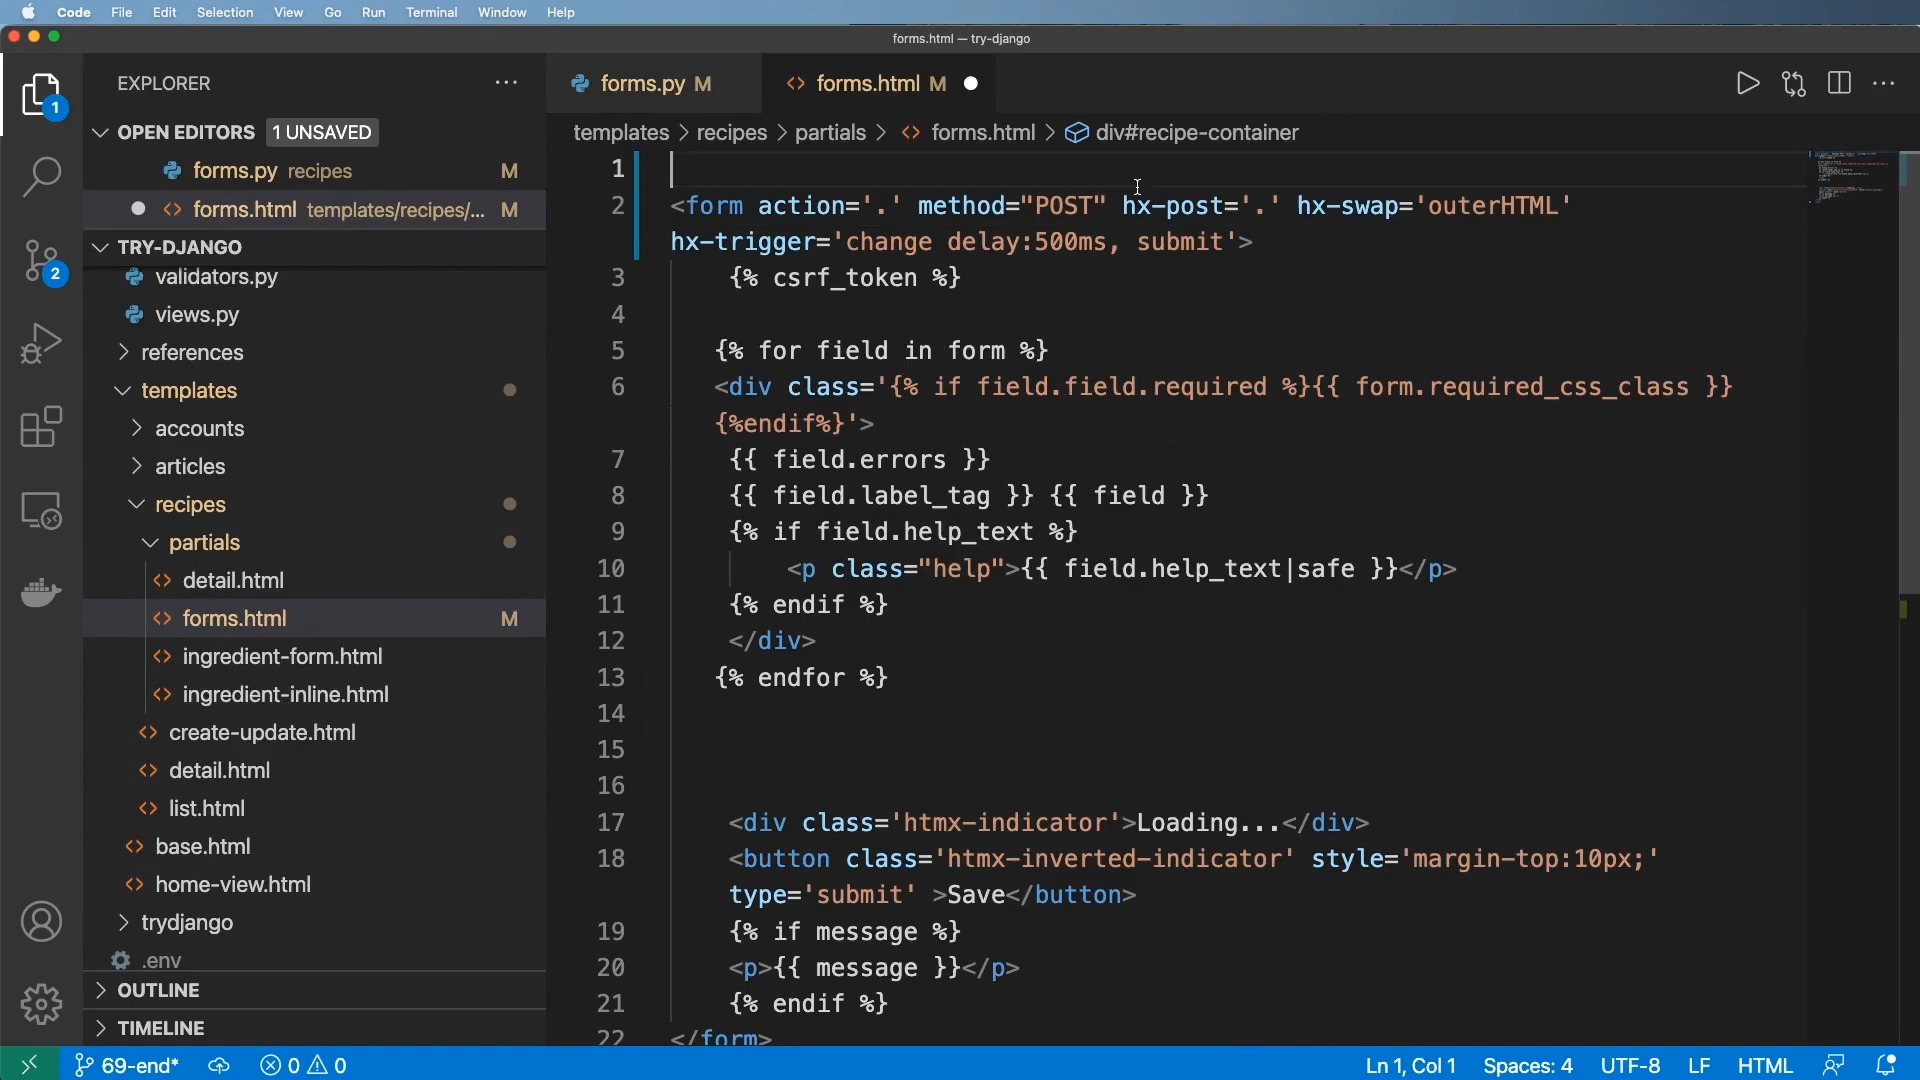 Code File Edit Selection View Go Run Terminal Window Help
forms.html — try-django
EXPLORER
OPEN EDITORS 1 UNSAVED
forms.py recipes M
forms.html templates/recipes/... M
TRY-DJANGO
validators.py
views.py
references
templates
accounts
articles
recipes
partials
detail.html
forms.html M
ingredient-form.html
ingredient-inline.html
create-update.html
detail.html
list.html
base.html
home-view.html
trydjango
.env
OUTLINE
TIMELINE
1
2
forms.py M
forms.html M
templates > recipes > partials > forms.html > div#recipe-container
1
2 <form action='.' method="POST" hx-post='.' hx-swap='outerHTML'
hx-trigger='change delay:500ms, submit'>
3 {% csrf_token %}
4
5 {% for field in form %}
6 <div class='{% if field.field.required %}{{ form.required_css_class }}
{%endif%}'>
7 {{ field.errors }}
8 {{ field.label_tag }} {{ field }}
9 {% if field.help_text %}
10 <p class="help">{{ field.help_text|safe }}</p>
11 {% endif %}
12 </div>
13 {% endfor %}
14
15
16
17 <div class='htmx-indicator'>Loading...</div>
18 <button class='htmx-inverted-indicator' style='margin-top:10px;'
type='submit' >Save</button>
19 {% if message %}
20 <p>{{ message }}</p>
21 {% endif %}
22 </form>
69-end* 0 0 Ln 1, Col 1 Spaces: 4 UTF-8 LF HTML